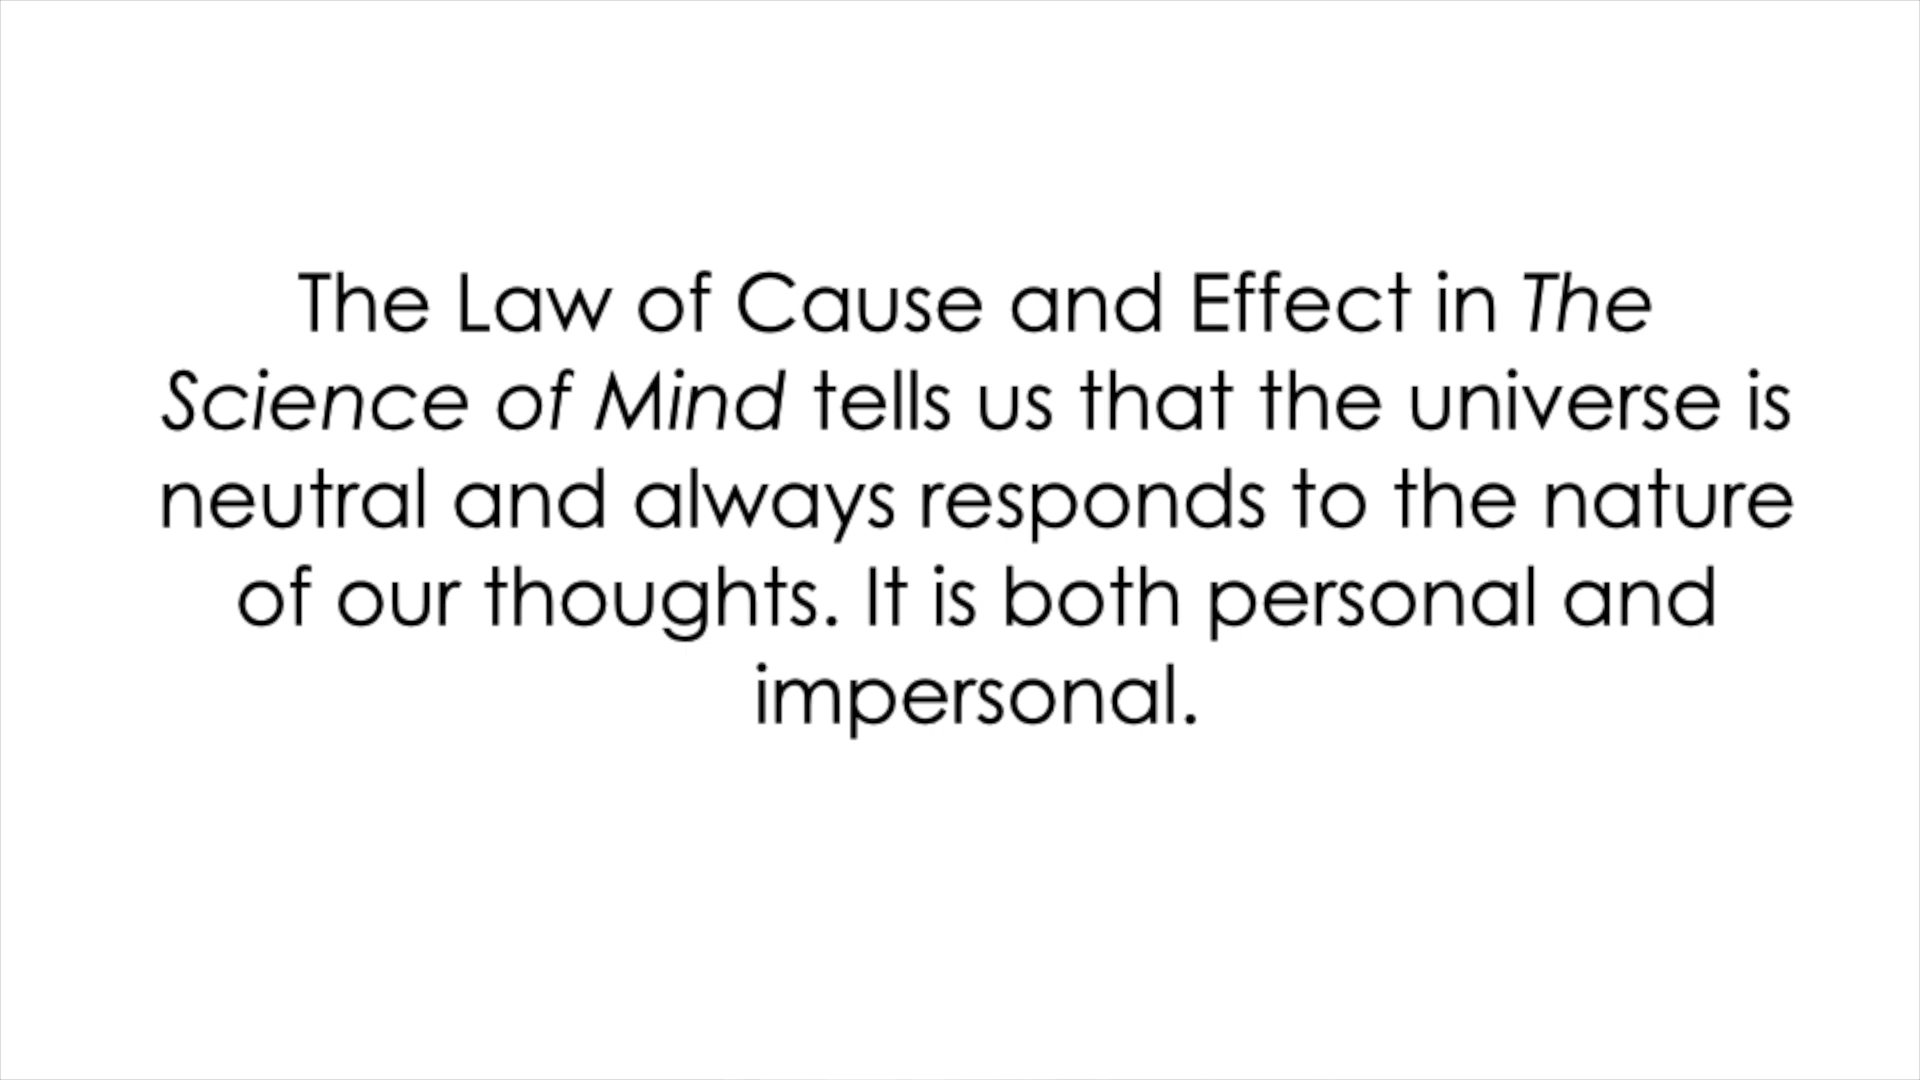 The Law of Cause and Effect in The
Science of Mind tells us that the universe is
neutral and always responds to the nature
of our thoughts. It is both personal and
impersonal.